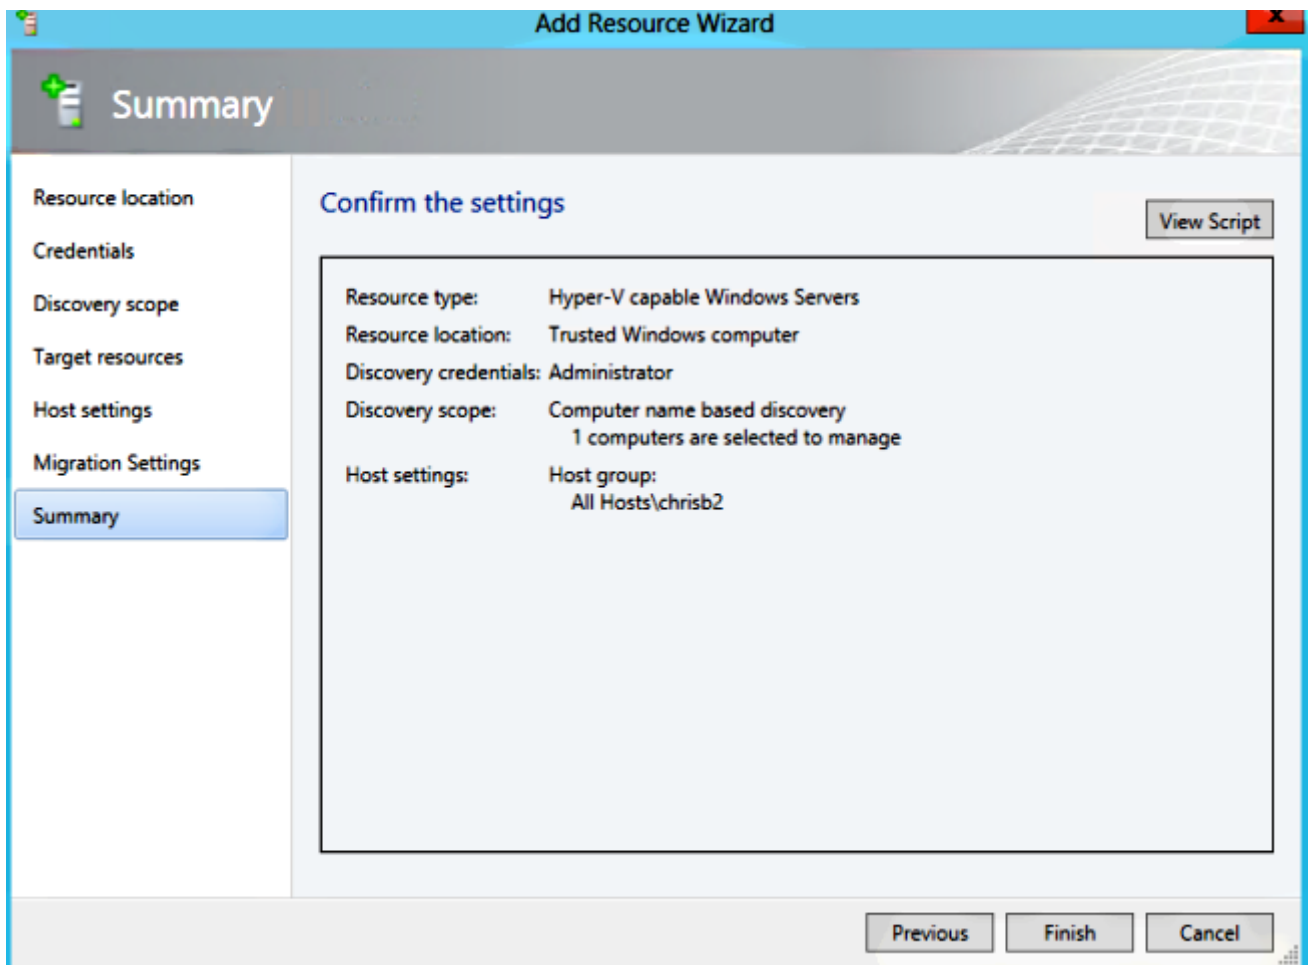 Add Resource Wizard
x
Summary
Resource location
Credentials
Discovery scope
Target resources
Host settings
Migration Settings
Summary
Confirm the settings
View Script
Resource type: Hyper-V capable Windows Servers
Resource location: Trusted Windows computer
Discovery credentials: Administrator
Discovery scope: Computer name based discovery
1 computers are selected to manage
Host settings: Host group:
All Hosts\chrisb2
Previous Finish Cancel